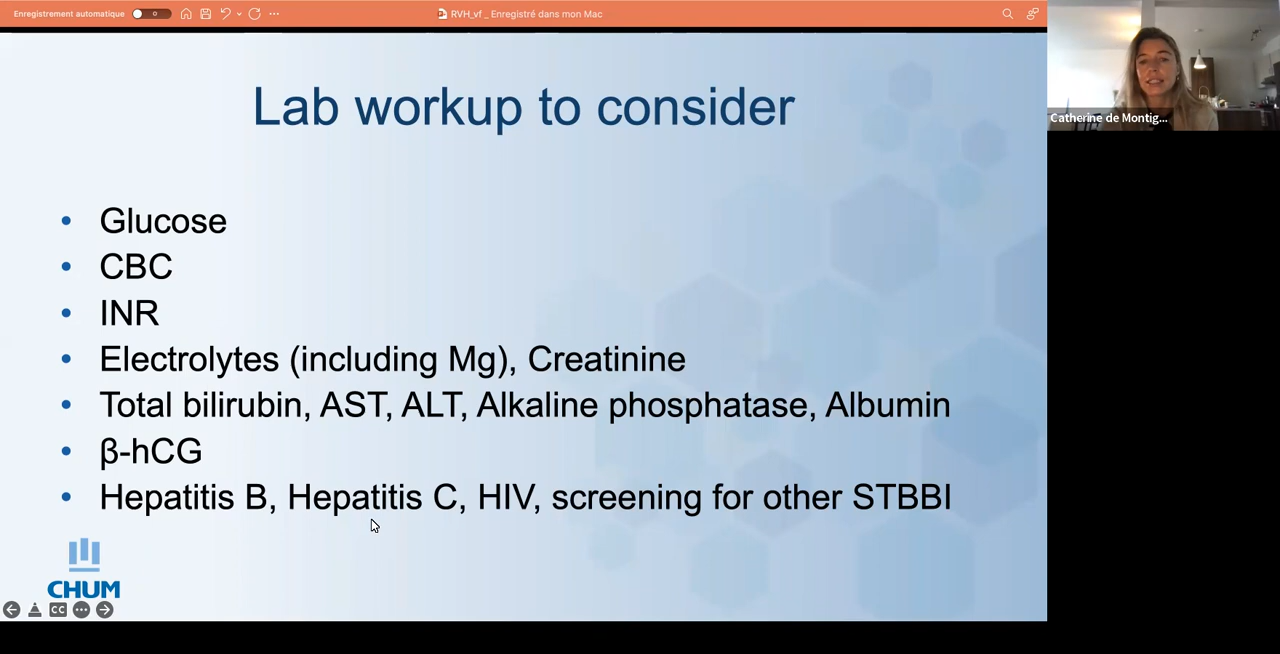 Enregistrement automatique
RVH_vf _ Enregistré dans mon Mac
Lab workup to consider
• Glucose
• CBC
• INR
• Electrolytes (including Mg), Creatinine
• Total bilirubin, AST, ALT, Alkaline phosphatase, Albumin
• β-hCG
• Hepatitis B, Hepatitis C, HIV, screening for other STBBI
CHUM
CC
Catherine de Montig...